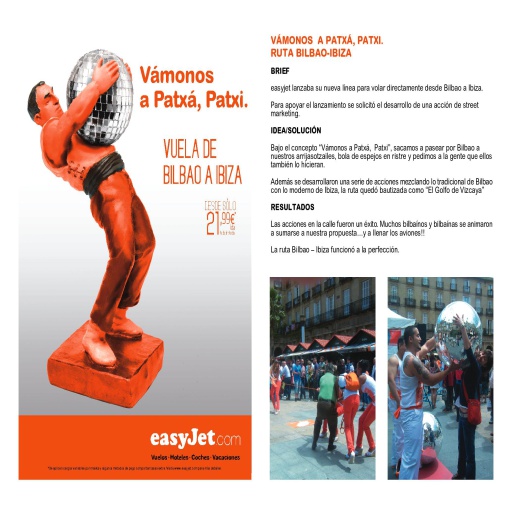 Vámonos
a Patxá, Patxi.
VUELA DE
BILBAO A IBIZA
DESDE SÓLO
21,99€
easyJet.com
Vuelos · Hoteles · Coches · Vacaciones
VÁMONOS A PATXÁ, PATXI.
RUTA BILBAO-IBIZA
BRIEF
easyjet lanzaba su nueva línea para volar directamente desde Bilbao a Ibiza.
Para apoyar el lanzamiento se solicitó el desarrollo de una acción de street
marketing.
IDEA/SOLUCIÓN
Bajo el concepto “Vámonos a Patxá, Patxi”, sacamos a pasear por Bilbao a
nuestros arrijasotzailes, bola de espejos en ristre y pedimos a la gente que ellos
también lo hicieran.
Además se desarrollaron una serie de acciones mezclando lo tradicional de Bilbao
con lo moderno de Ibiza, la ruta quedó bautizada como “El Golfo de Vizcaya”
RESULTADOS
Las acciones en la calle fueron un éxito. Muchos bilbaínos y bilbaínas se animaron
a sumarse a nuestra propuesta…y a llenar los aviones!!
La ruta Bilbao – Ibiza funcionó a la perfección.